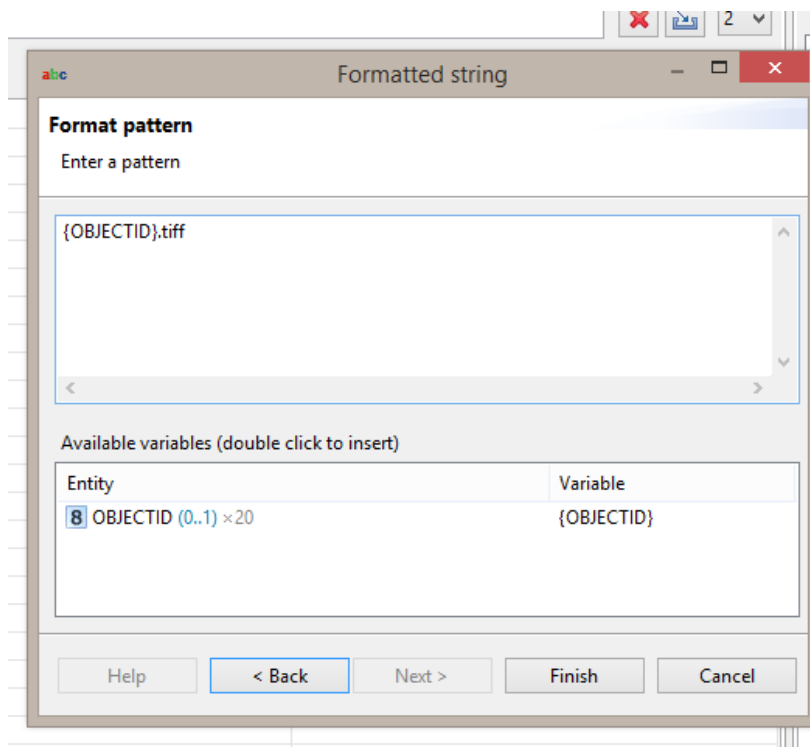 2
abc Formatted string
Format pattern
Enter a pattern
{OBJECTID}.tiff
Available variables (double click to insert)
Entity Variable
8 OBJECTID (0..1) ×20 {OBJECTID}
Help < Back Next > Finish Cancel